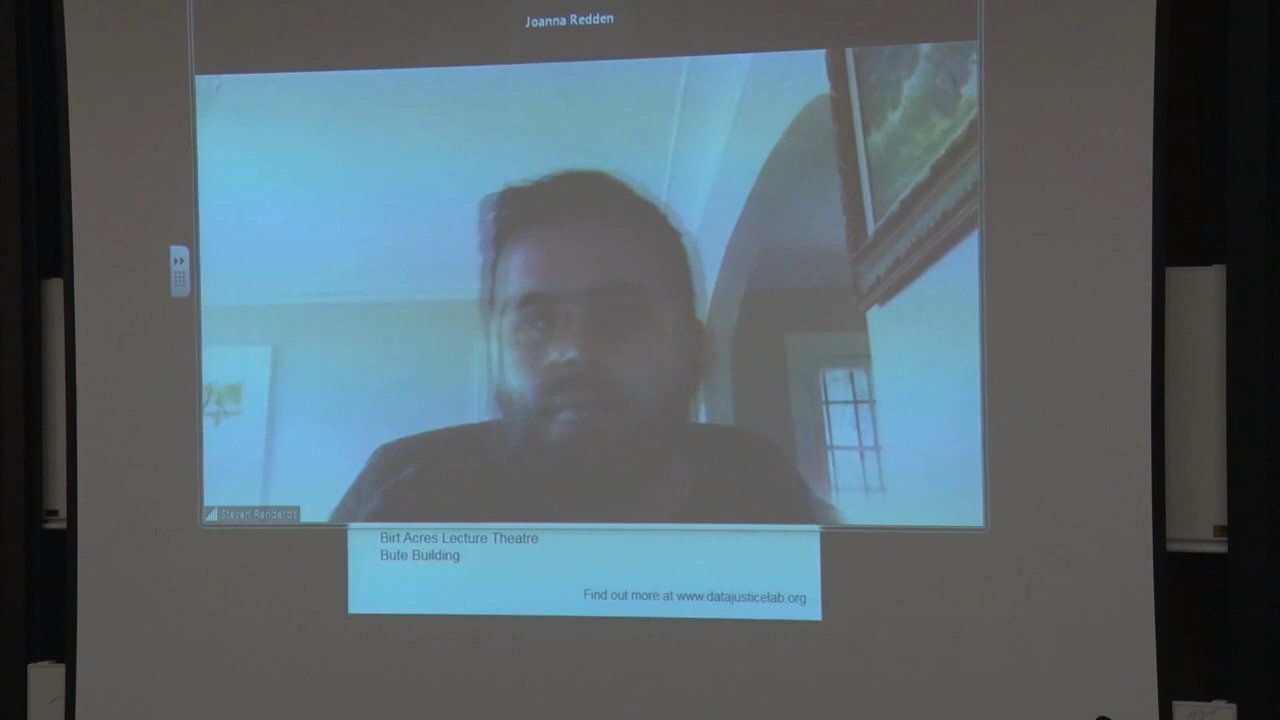 Joanna Redden
Steven Renderos
Birt Acres Lecture Theatre
Bute Building
Find out more at www.datajusticelab.org